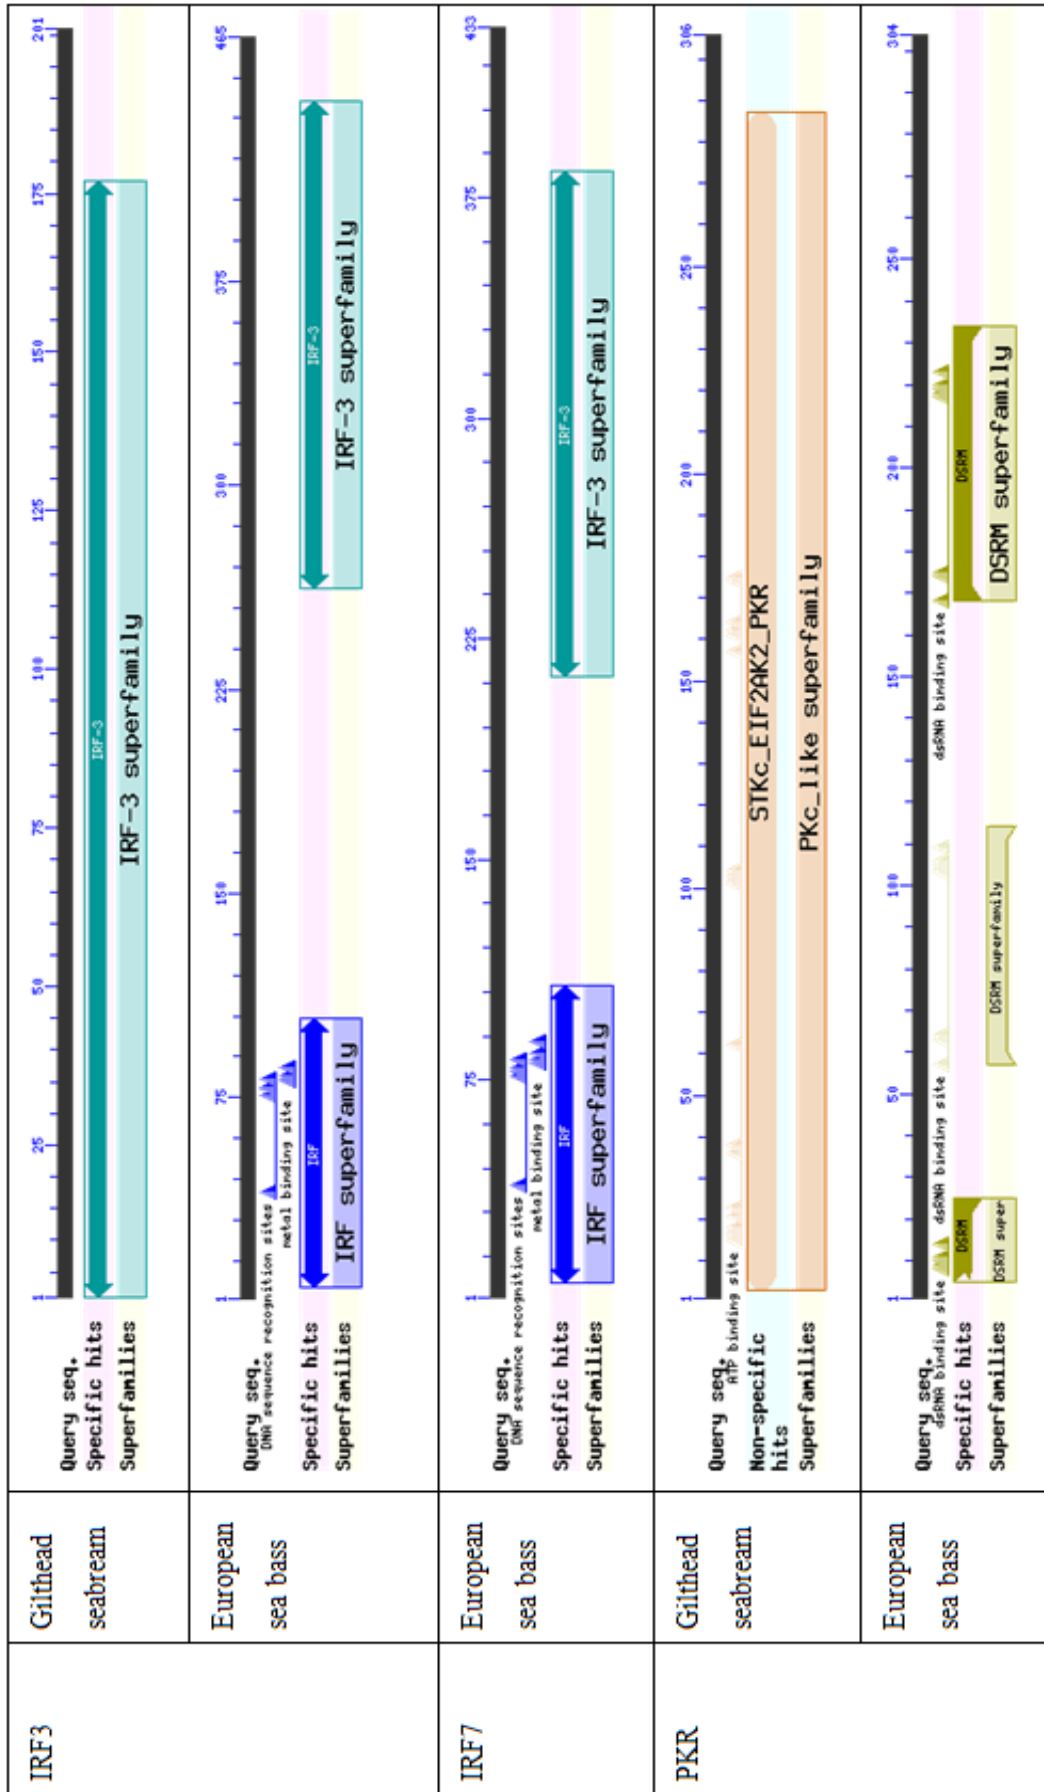 IRF3
Gilthead
seabream
1 25 50 75 100 125 150 175 201
Query seq.
Specific hits
IRF-3
Superfamilies
IRF-3 superfamily
European
sea bass
1 75 150 225 300 375 465
Query seq.
DNA sequence recognition sites
metal binding site
Specific hits
IRF IRF-3
Superfamilies
IRF superfamily IRF-3 superfamily
IRF7
European
sea bass
1 75 150 225 300 375 433
Query seq.
DNA sequence recognition sites
metal binding site
Specific hits
IRF IRF-3
Superfamilies
IRF superfamily IRF-3 superfamily
PKR
Gilthead
seabream
1 50 100 150 200 250 306
Query seq.
ATP binding site
Non-specific
hits
STKc_EIF2AK2_PKR
Superfamilies
PKc_like superfamily
European
sea bass
1 50 100 150 200 250 304
Query seq.
dsRNA binding site dsRNA binding site dsRNA binding site
Specific hits
DSRM DSRM
Superfamilies
DSRM super DSRM superfamily DSRM superfamily